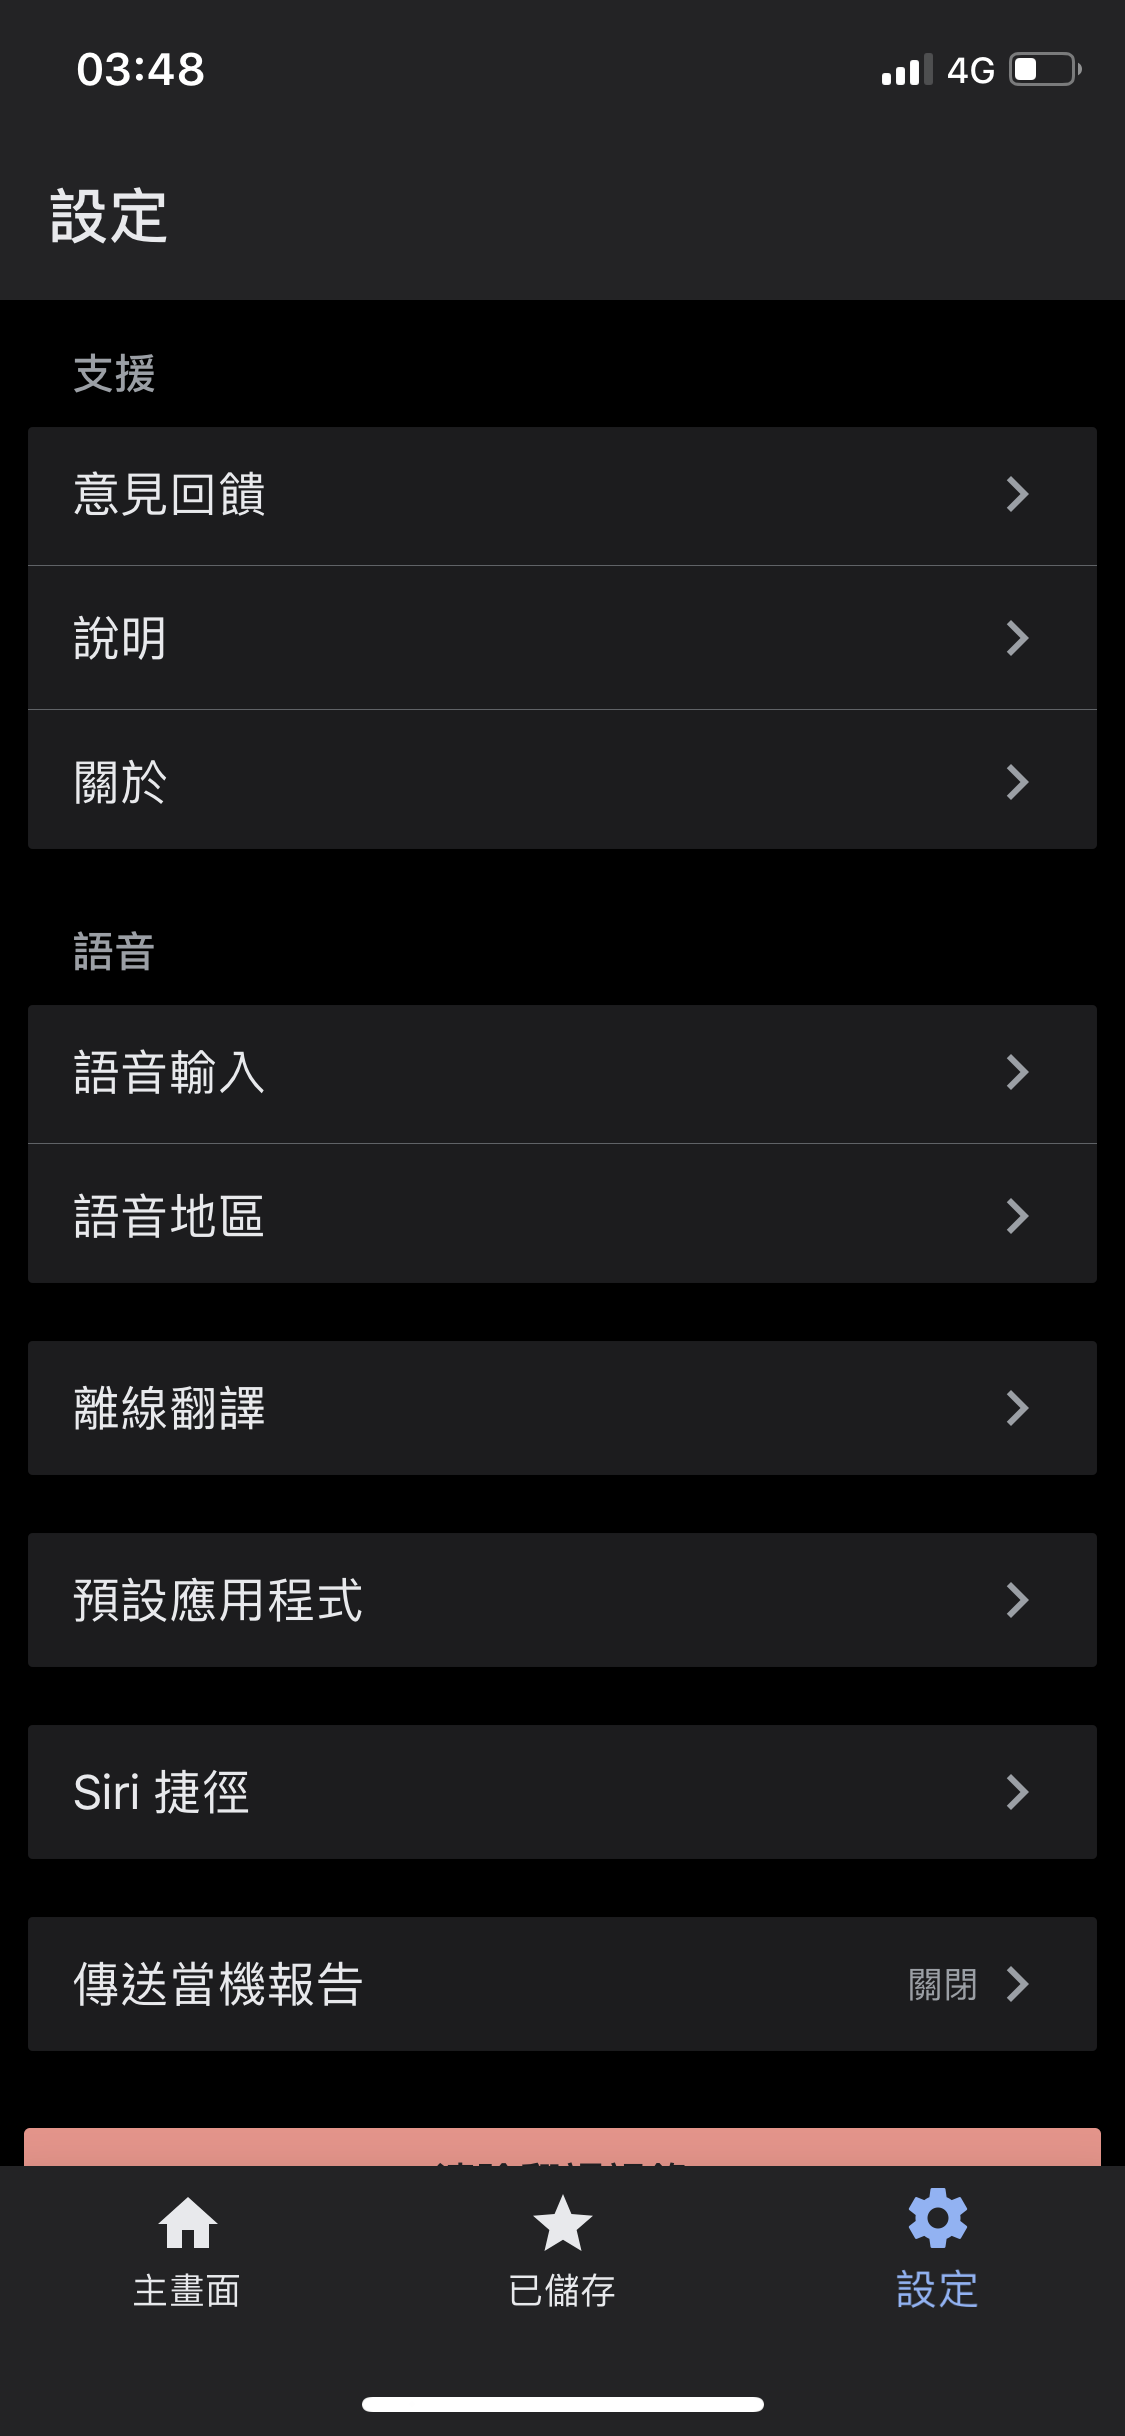 03:48
4G
設定
支援
意見回饋
說明
關於
語音
語音輸入
語音地區
離線翻譯
預設應用程式
Siri 捷徑
傳送當機報告
關閉
主畫面
已儲存
設定